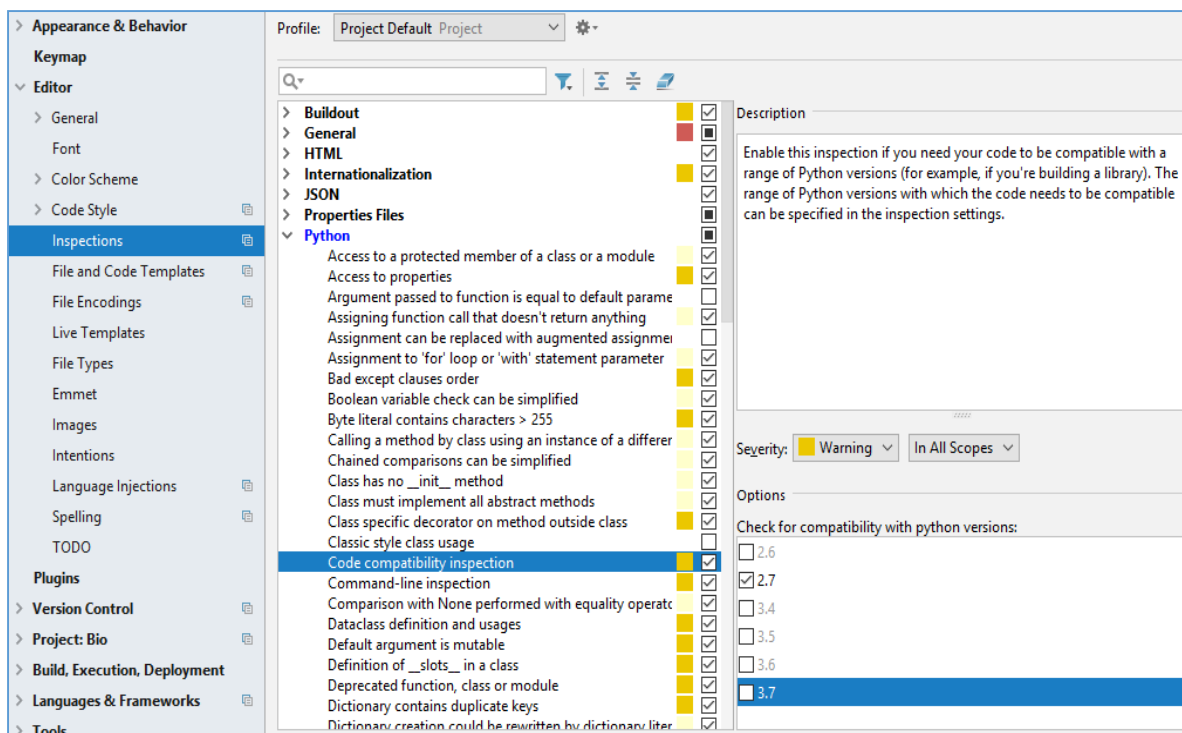 Appearance & Behavior
Keymap
Editor
General
Font
Color Scheme
Code Style
Inspections
File and Code Templates
File Encodings
Live Templates
File Types
Emmet
Images
Intentions
Language Injections
Spelling
TODO
Plugins
Version Control
Project: Bio
Build, Execution, Deployment
Languages & Frameworks
Tools
Profile: Project Default Project
Buildout
General
HTML
Internationalization
JSON
Properties Files
Python
Access to a protected member of a class or a module
Access to properties
Argument passed to function is equal to default parame
Assigning function call that doesn't return anything
Assignment can be replaced with augmented assignmer
Assignment to 'for' loop or 'with' statement parameter
Bad except clauses order
Boolean variable check can be simplified
Byte literal contains characters > 255
Calling a method by class using an instance of a differer
Chained comparisons can be simplified
Class has no __init__ method
Class must implement all abstract methods
Class specific decorator on method outside class
Classic style class usage
Code compatibility inspection
Command-line inspection
Comparison with None performed with equality operato
Dataclass definition and usages
Default argument is mutable
Definition of __slots__ in a class
Deprecated function, class or module
Dictionary contains duplicate keys
Dictionary creation could be rewritten by dictionary liter
Description
Enable this inspection if you need your code to be compatible with a
range of Python versions (for example, if you're building a library). The
range of Python versions with which the code needs to be compatible
can be specified in the inspection settings.
Severity: Warning In All Scopes
Options
Check for compatibility with python versions:
2.6
2.7
3.4
3.5
3.6
3.7